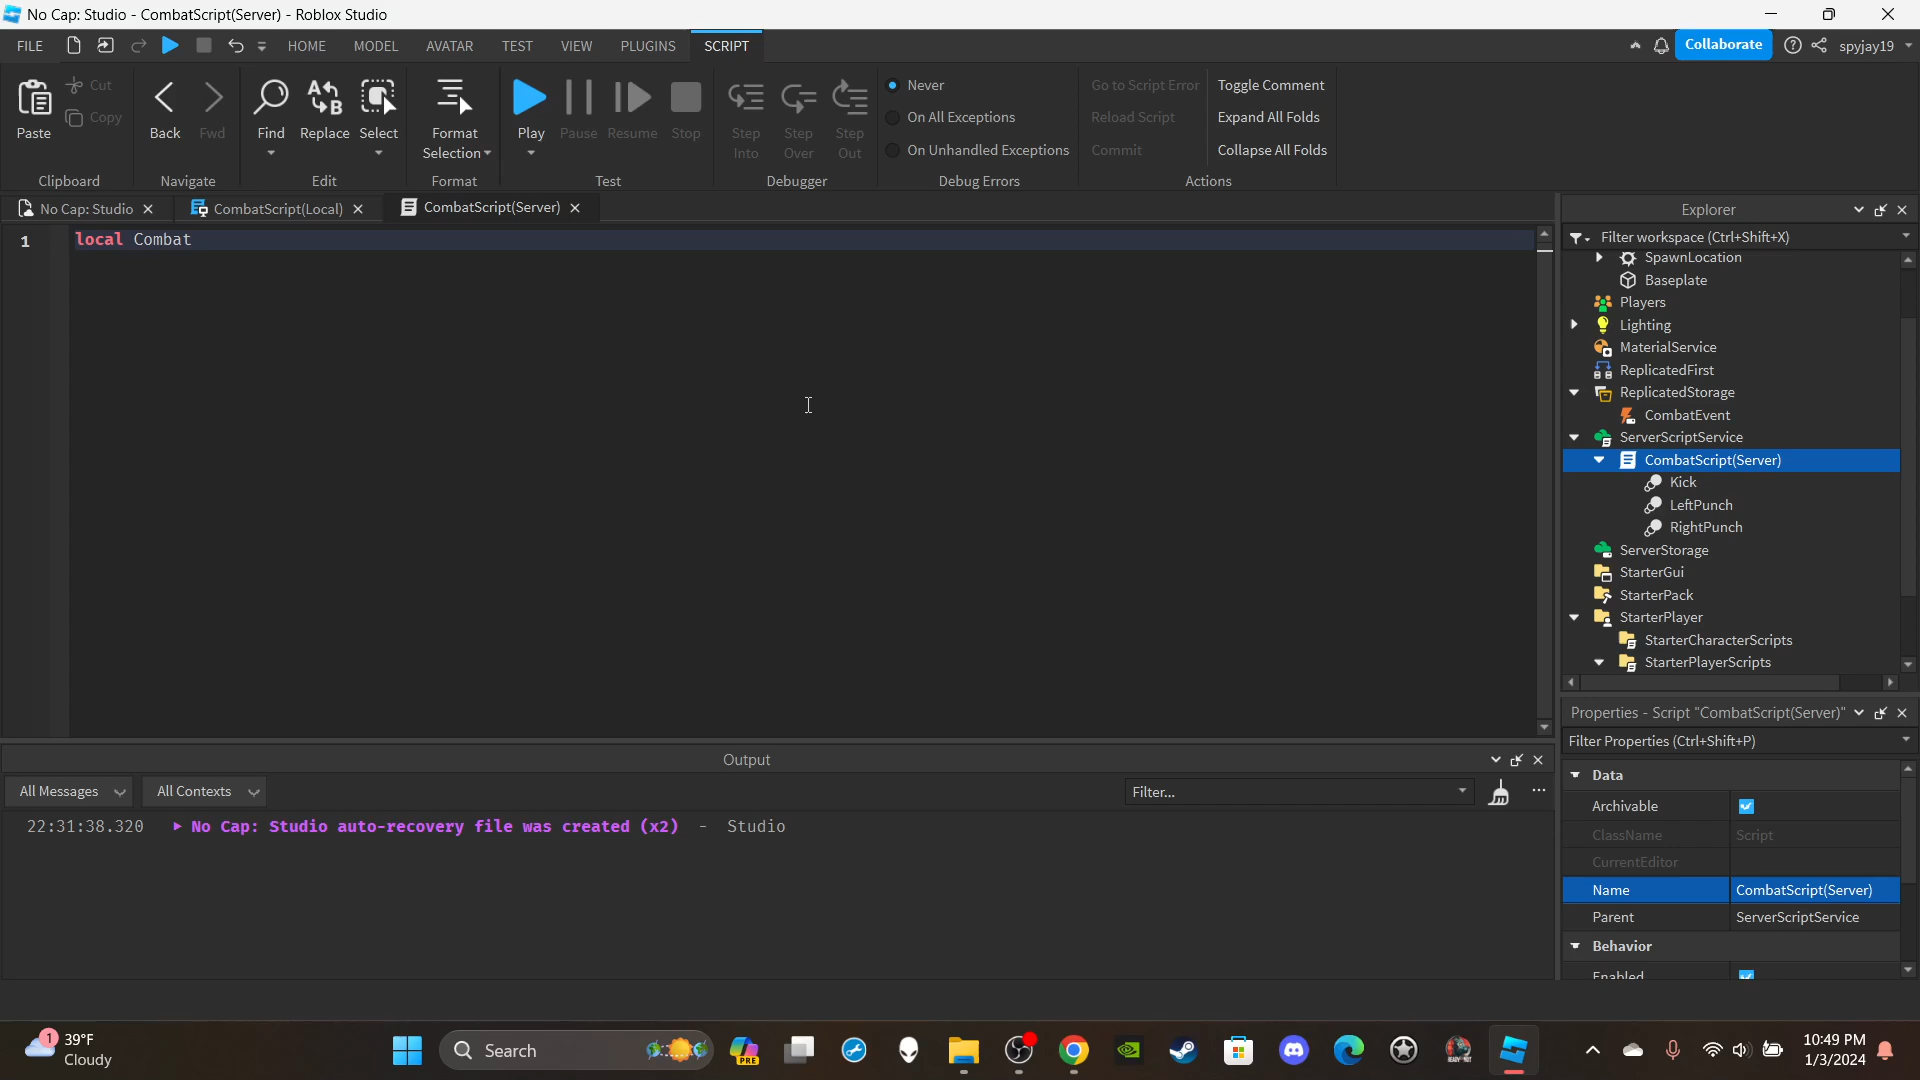 No Cap: Studio - CombatScript(Server) - Roblox Studio
FILE HOME MODEL AVATAR TEST VIEW PLUGINS SCRIPT Collaborate spyjay19
Paste Cut Copy
Back Fwd
Find Replace Select
Format Selection
Play Pause Resume Stop
Step Into Step Over Step Out
Never
On All Exceptions
On Unhandled Exceptions
Go to Script Error
Reload Script
Commit
Toggle Comment
Expand All Folds
Collapse All Folds
Clipboard Navigate Edit Format Test Debugger Debug Errors Actions
No Cap: Studio CombatScript(Local) CombatScript(Server)
1 local Combat
Explorer
Filter workspace (Ctrl+Shift+X)
SpawnLocation
Baseplate
Players
Lighting
MaterialService
ReplicatedFirst
ReplicatedStorage
CombatEvent
ServerScriptService
CombatScript(Server)
Kick
LeftPunch
RightPunch
ServerStorage
StarterGui
StarterPack
StarterPlayer
StarterCharacterScripts
StarterPlayerScripts
Properties - Script "CombatScript(Server)"
Filter Properties (Ctrl+Shift+P)
Data
Archivable
ClassName Script
CurrentEditor
Name CombatScript(Server)
Parent ServerScriptService
Behavior
Enabled
Output
All Messages All Contexts Filter...
22:31:38.320 No Cap: Studio auto-recovery file was created (x2) - Studio
1 39°F
Cloudy
Search
PRE
10:49 PM
1/3/2024